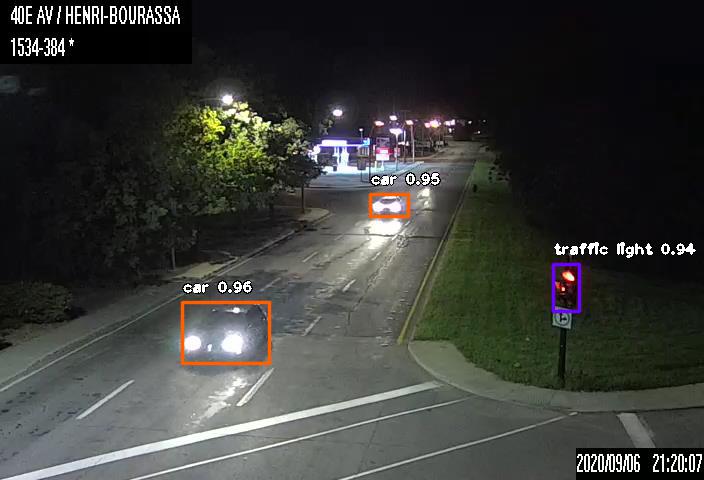 40E AV / HENRI-BOURASSA
1534-384 *
car 0.95
traffic light 0.94
car 0.96
2020/09/06 21:20:07